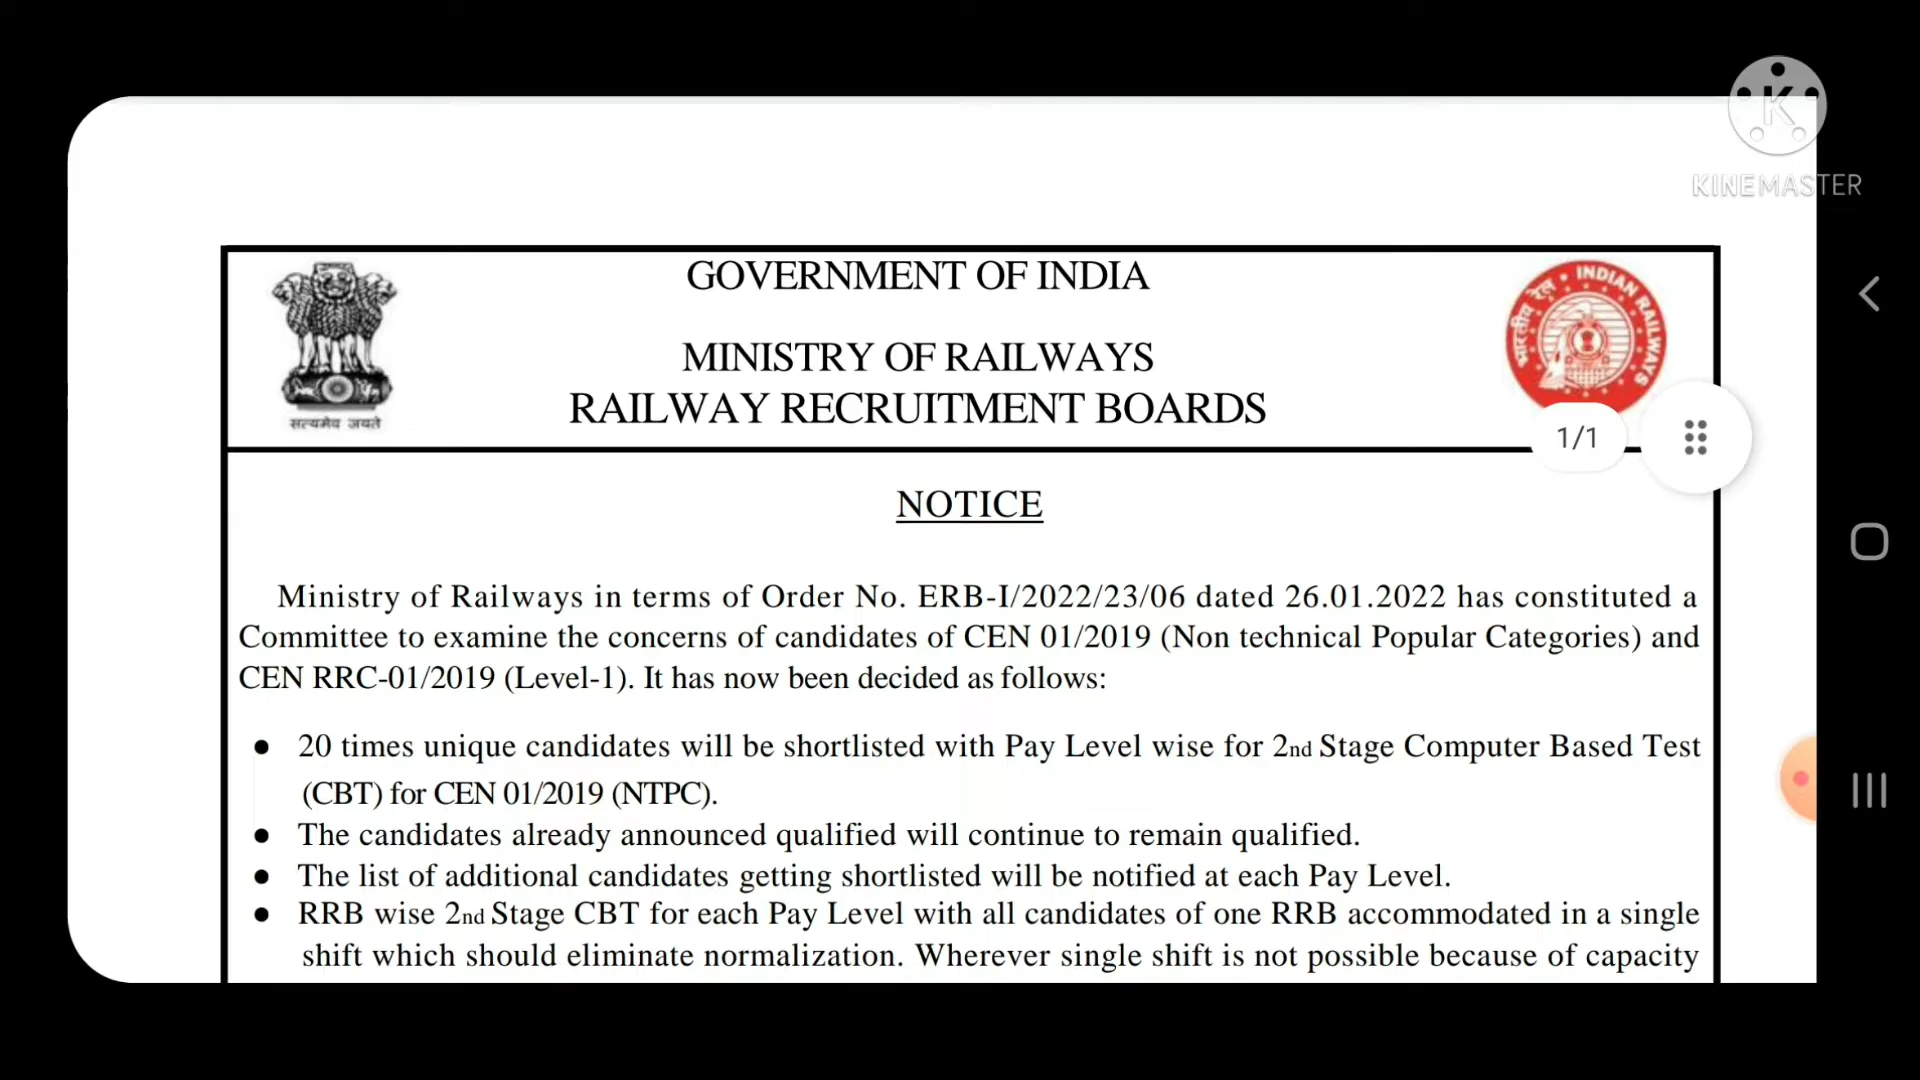 K
KINEMASTER
GOVERNMENT OF INDIA
MINISTRY OF RAILWAYS
RAILWAY RECRUITMENT BOARDS
सत्यमेव जयते
भारतीय रेल INDIAN RAILWAYS
1/1
NOTICE
Ministry of Railways in terms of Order No. ERB-I/2022/23/06 dated 26.01.2022 has constituted a
Committee to examine the concerns of candidates of CEN 01/2019 (Non technical Popular Categories) and
CEN RRC-01/2019 (Level-1). It has now been decided as follows:
● 20 times unique candidates will be shortlisted with Pay Level wise for 2nd Stage Computer Based Test
(CBT) for CEN 01/2019 (NTPC).
● The candidates already announced qualified will continue to remain qualified.
● The list of additional candidates getting shortlisted will be notified at each Pay Level.
● RRB wise 2nd Stage CBT for each Pay Level with all candidates of one RRB accommodated in a single
shift which should eliminate normalization. Wherever single shift is not possible because of capacity